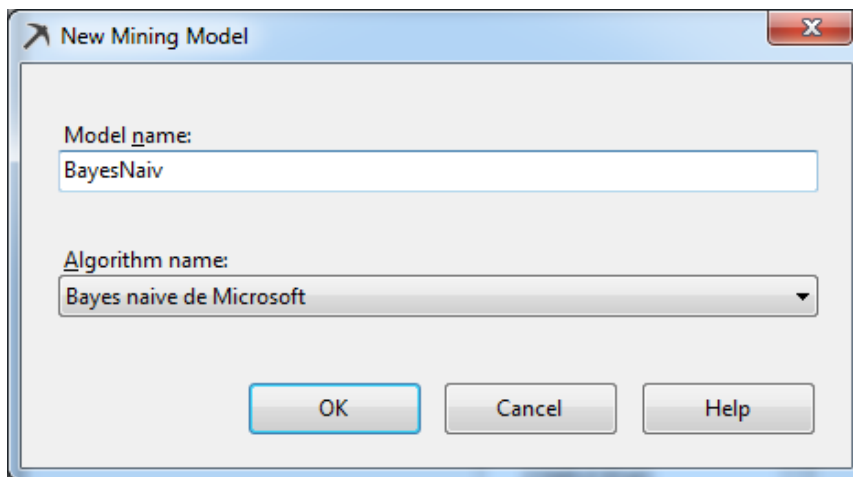 New Mining Model
Model name:
BayesNaiv
Algorithm name:
Bayes naive de Microsoft
OK
Cancel
Help